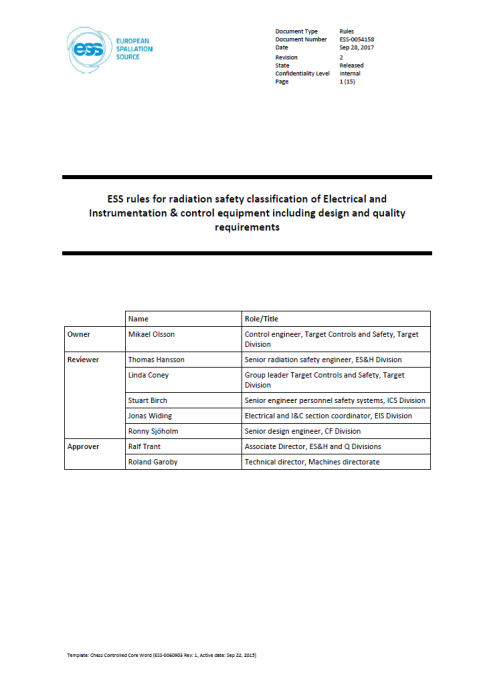 ess
EUROPEAN
SPALLATION
SOURCE
Document Type Rules
Document Number ESS-0054158
Date Sep 28, 2017
Revision 2
State Released
Confidentiality Level Internal
Page 1 (15)
ESS rules for radiation safety classification of Electrical and
Instrumentation & control equipment including design and quality
requirements
Name Role/Title
Owner Mikael Olsson Control engineer, Target Controls and Safety, Target
Division
Reviewer Thomas Hansson Senior radiation safety engineer, ES&H Division
Linda Coney Group leader Target Controls and Safety, Target
Division
Stuart Birch Senior engineer personnel safety systems, ICS Division
Jonas Widing Electrical and I&C section coordinator, EIS Division
Ronny Sjöholm Senior design engineer, CF Division
Approver Ralf Trant Associate Director, ES&H and Q Divisions
Roland Garoby Technical director, Machines directorate
Template: Chess Controlled Core Word (ESS-0060903 Rev: 1, Active date: Sep 22, 2015)